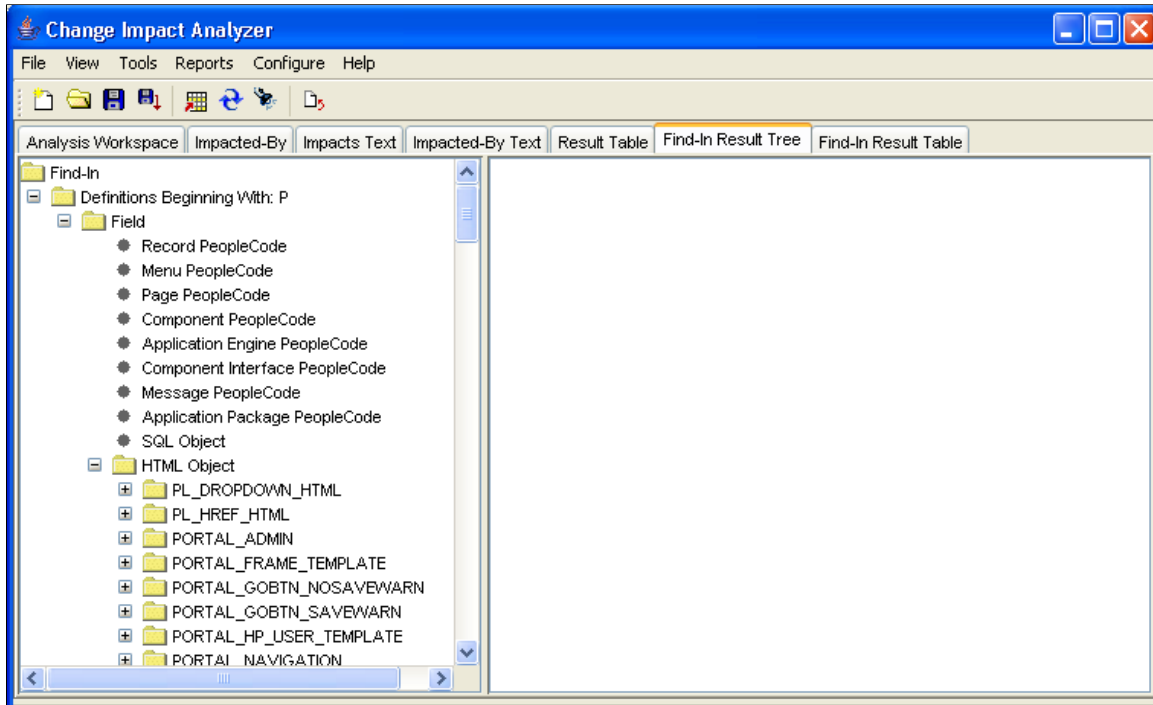 Change Impact Analyzer
File View Tools Reports Configure Help
Analysis Workspace Impacted-By Impacts Text Impacted-By Text Result Table Find-In Result Tree Find-In Result Table
Find-In
Definitions Beginning With: P
Field
Record PeopleCode
Menu PeopleCode
Page PeopleCode
Component PeopleCode
Application Engine PeopleCode
Component Interface PeopleCode
Message PeopleCode
Application Package PeopleCode
SQL Object
HTML Object
PL_DROPDOWN_HTML
PL_HREF_HTML
PORTAL_ADMIN
PORTAL_FRAME_TEMPLATE
PORTAL_GOBTN_NOSAVEWARN
PORTAL_GOBTN_SAVEWARN
PORTAL_HP_USER_TEMPLATE
PORTAL_NAVIGATION